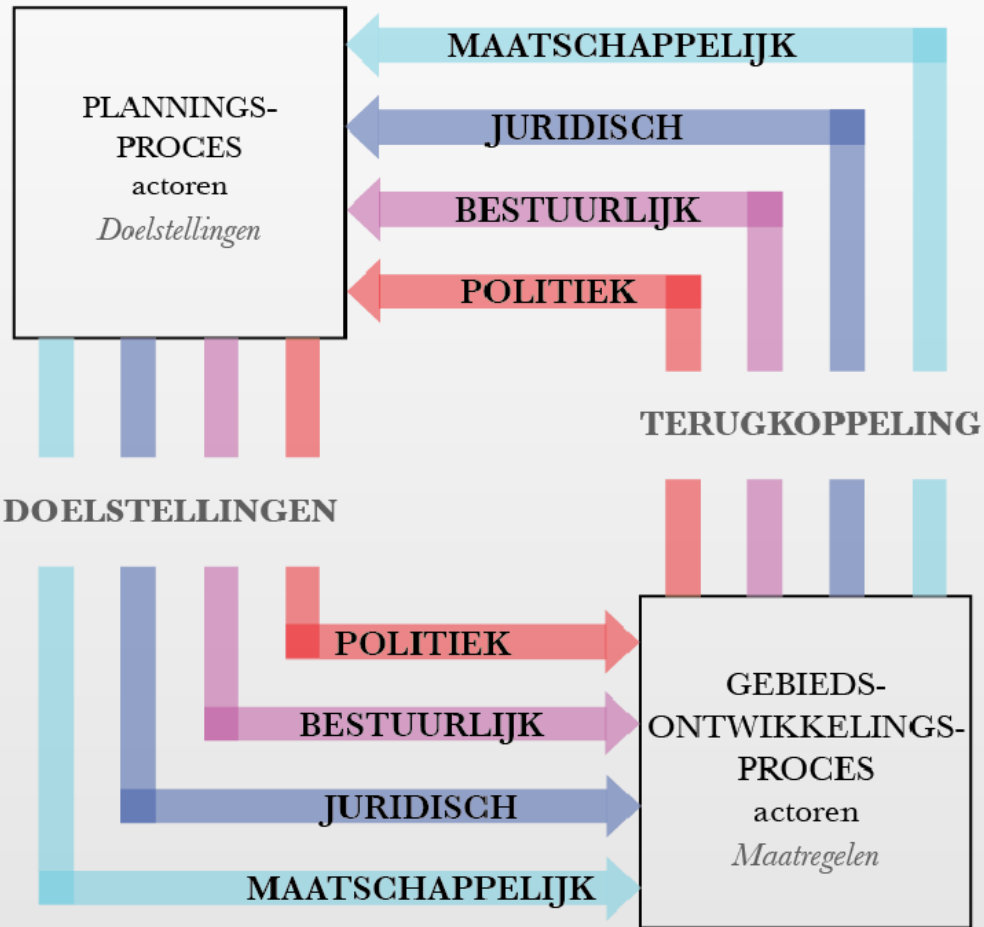 PLANNINGS-
PROCES
actoren
Doelstellingen
MAATSCHAPPELIJK
JURIDISCH
BESTUURLIJK
POLITIEK
TERUGKOPPELING
DOELSTELLINGEN
POLITIEK
BESTUURLIJK
JURIDISCH
MAATSCHAPPELIJK
GEBIEDS-
ONTWIKKELINGS-
PROCES
actoren
Maatregelen